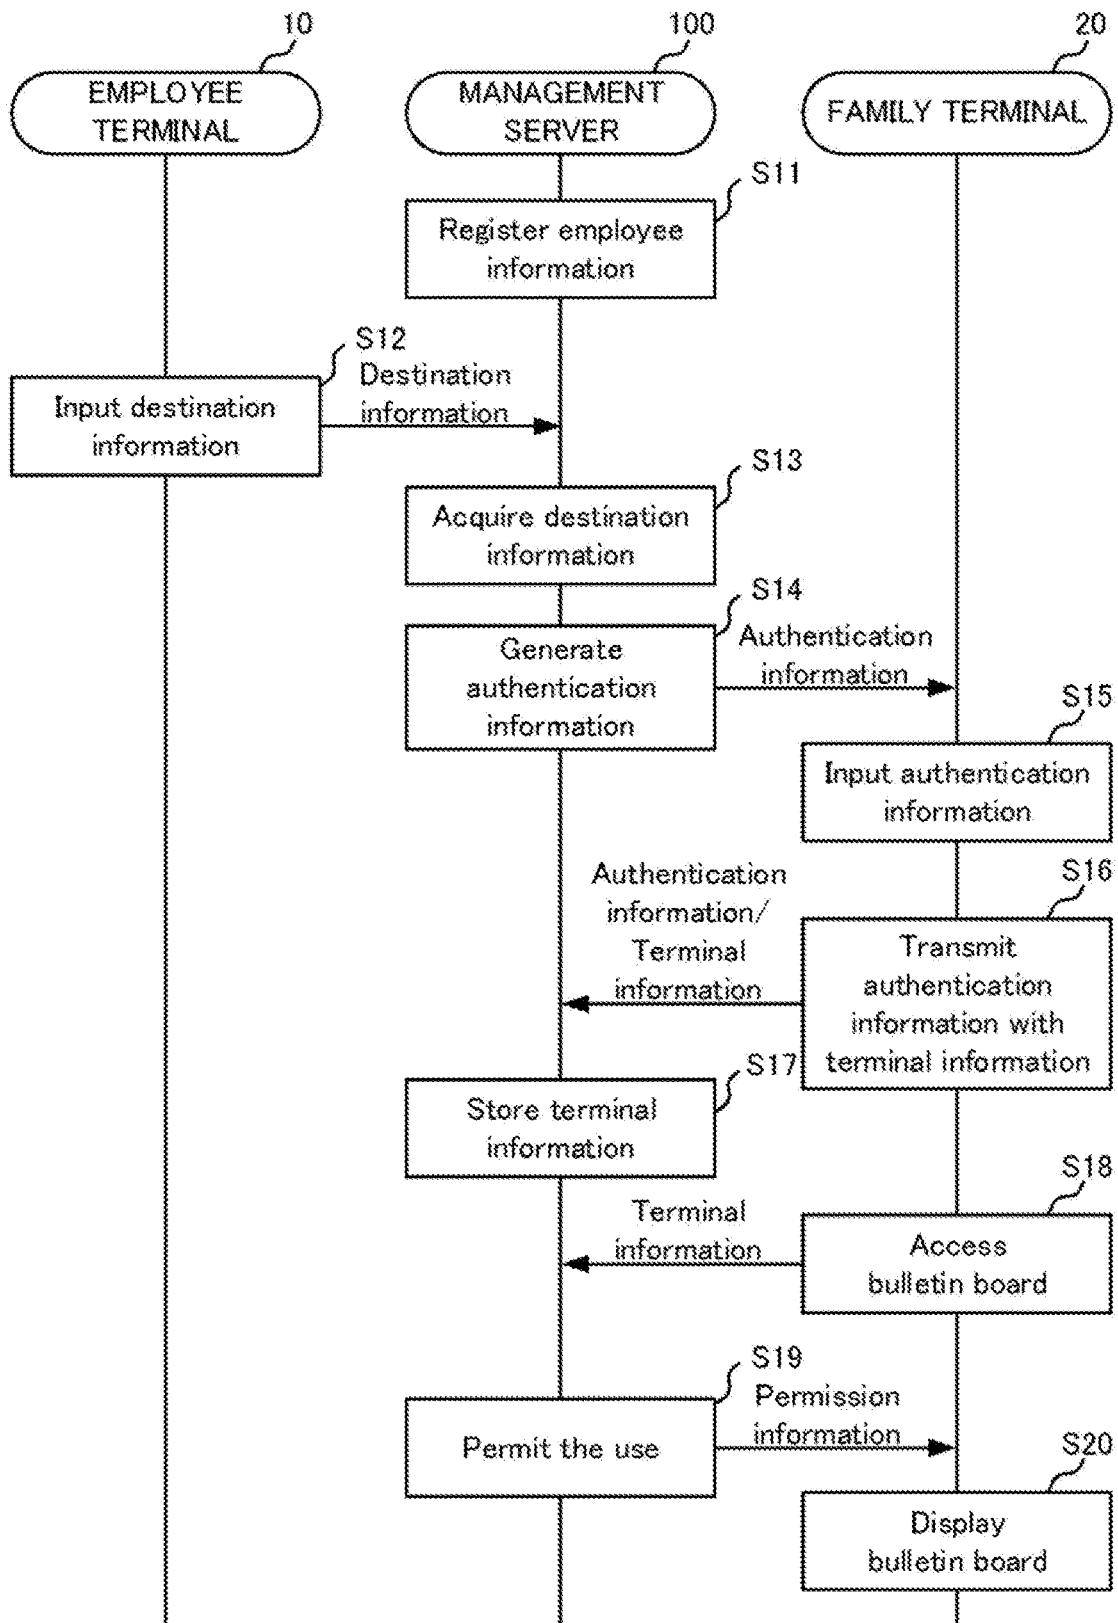 10
100
20
EMPLOYEE
TERMINAL
MANAGEMENT
SERVER
FAMILY TERMINAL
S11
Register employee
information
S12
Destination
information
Input destination
information
S13
Acquire destination
information
S14
Generate
authentication
information
Authentication
information
S15
Input authentication
information
Authentication
information/
Terminal
information
S16
Transmit
authentication
information with
terminal information
S17
Store terminal
information
S18
Terminal
information
Access
bulletin board
S19
Permission
information
Permit the use
S20
Display
bulletin board